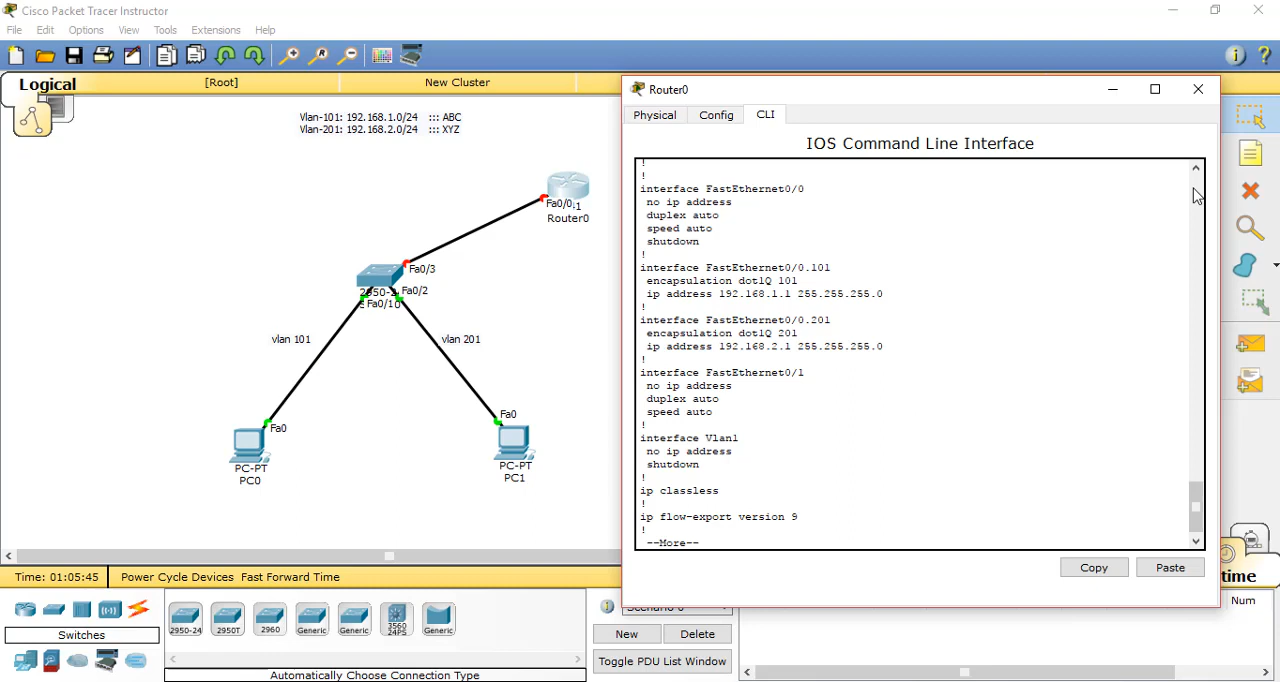 Cisco Packet Tracer Instructor
File Edit Options View Tools Extensions Help
Logical
[Root]
New Cluster
Vlan-101: 192.168.1.0/24 ::: ABC
Vlan-201: 192.168.2.0/24 ::: XYZ
Fa0/0
Router0
Fa0/3
Fa0/2
Fa0/1
vlan 101
vlan 201
Fa0
PC-PT
PC0
Fa0
PC-PT
PC1
Router0
Physical Config CLI
IOS Command Line Interface
!
!
interface FastEthernet0/0
no ip address
duplex auto
speed auto
shutdown
!
interface FastEthernet0/0.101
encapsulation dot1Q 101
ip address 192.168.1.1 255.255.255.0
!
interface FastEthernet0/0.201
encapsulation dot1Q 201
ip address 192.168.2.1 255.255.255.0
!
interface FastEthernet0/1
no ip address
duplex auto
speed auto
!
interface Vlan1
no ip address
shutdown
!
ip classless
!
ip flow-export version 9
!
--More--
Copy Paste
Time: 01:05:45 Power Cycle Devices Fast Forward Time
time
Switches
2950-24 2950T 2960 Generic Generic 3560 24PS Generic
Automatically Choose Connection Type
Scenario 0
New Delete
Toggle PDU List Window
Num